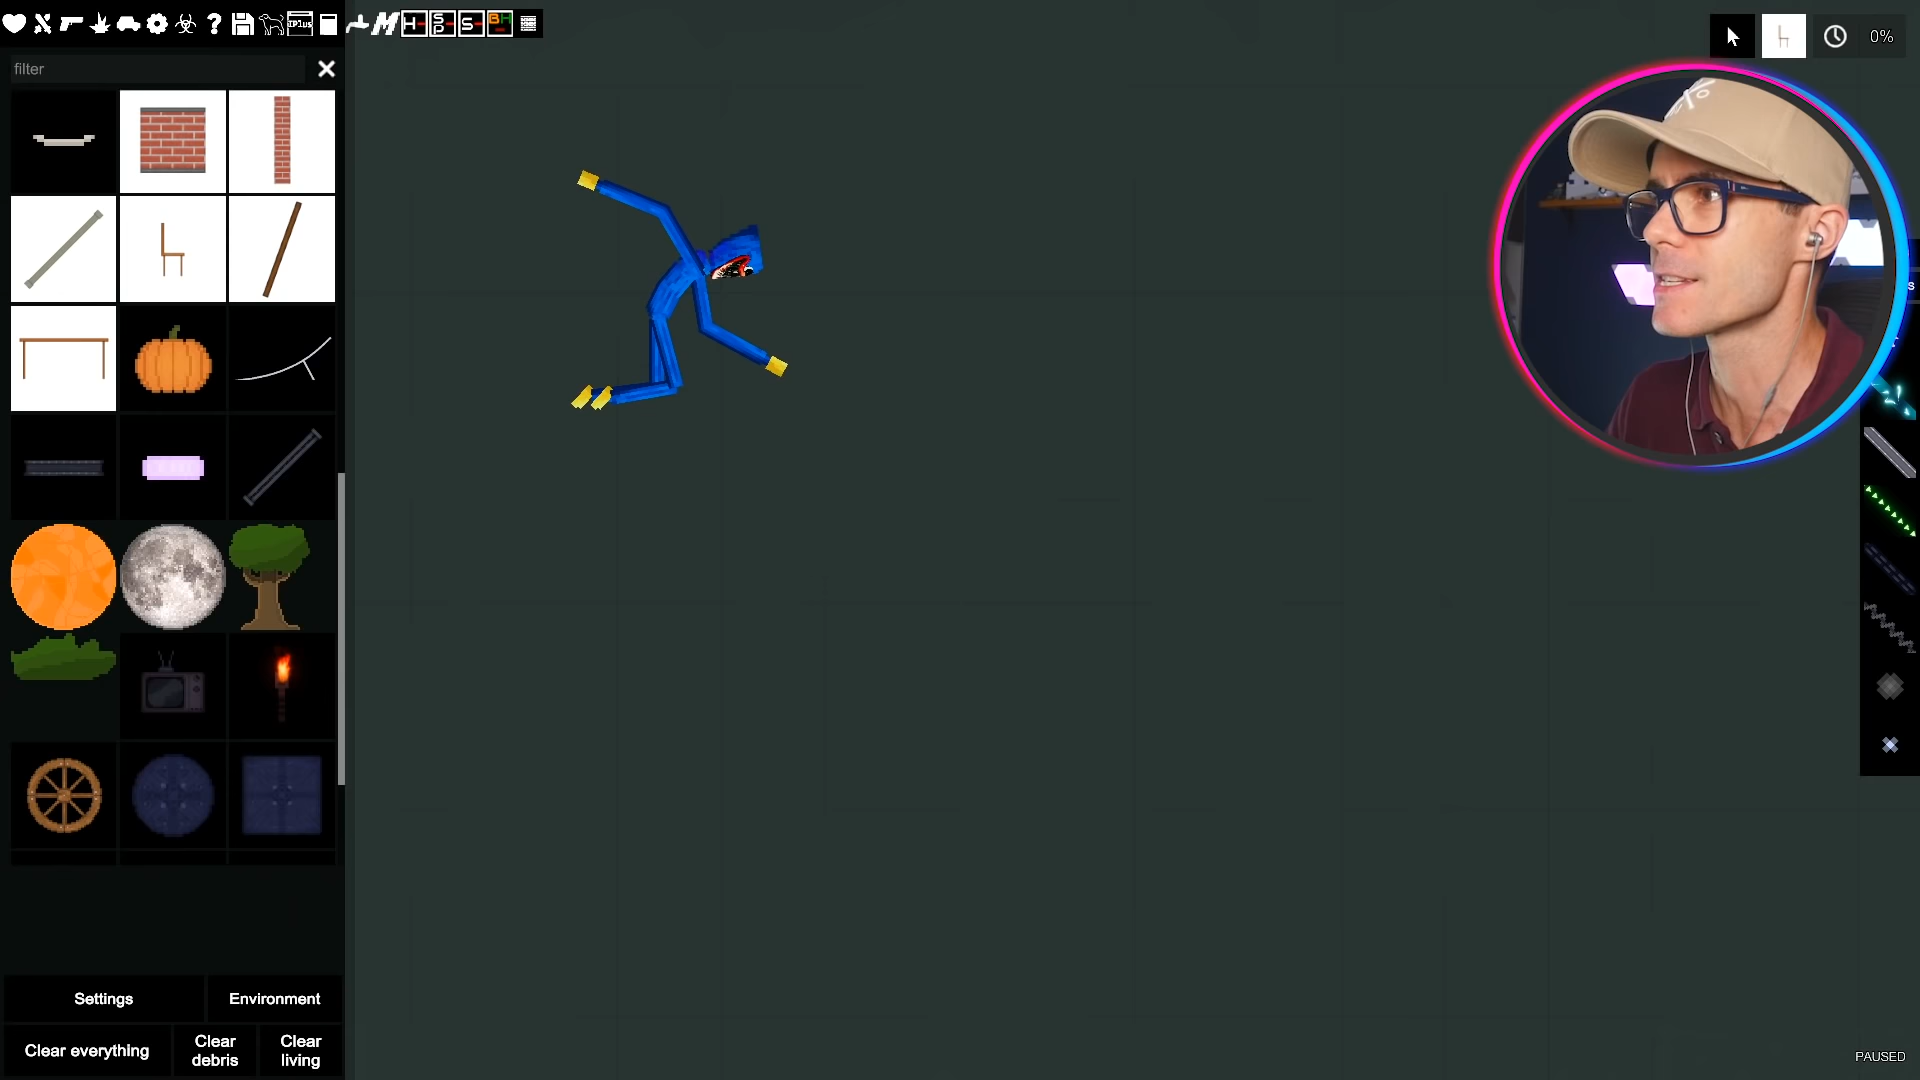 filter
0%
Settings
Environment
Clear everything
Clear debris
Clear living
PAUSED